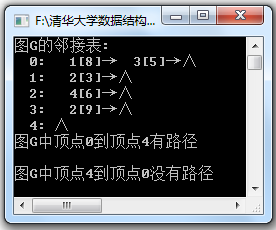 F:\清华大学数据结构...
图G的邻接表:
0: 1[8]→ 3[5]→∧
1: 2[3]→∧
2: 4[6]→∧
3: 2[9]→∧
4: ∧
图G中顶点0到顶点4有路径
图G中顶点4到顶点0没有路径